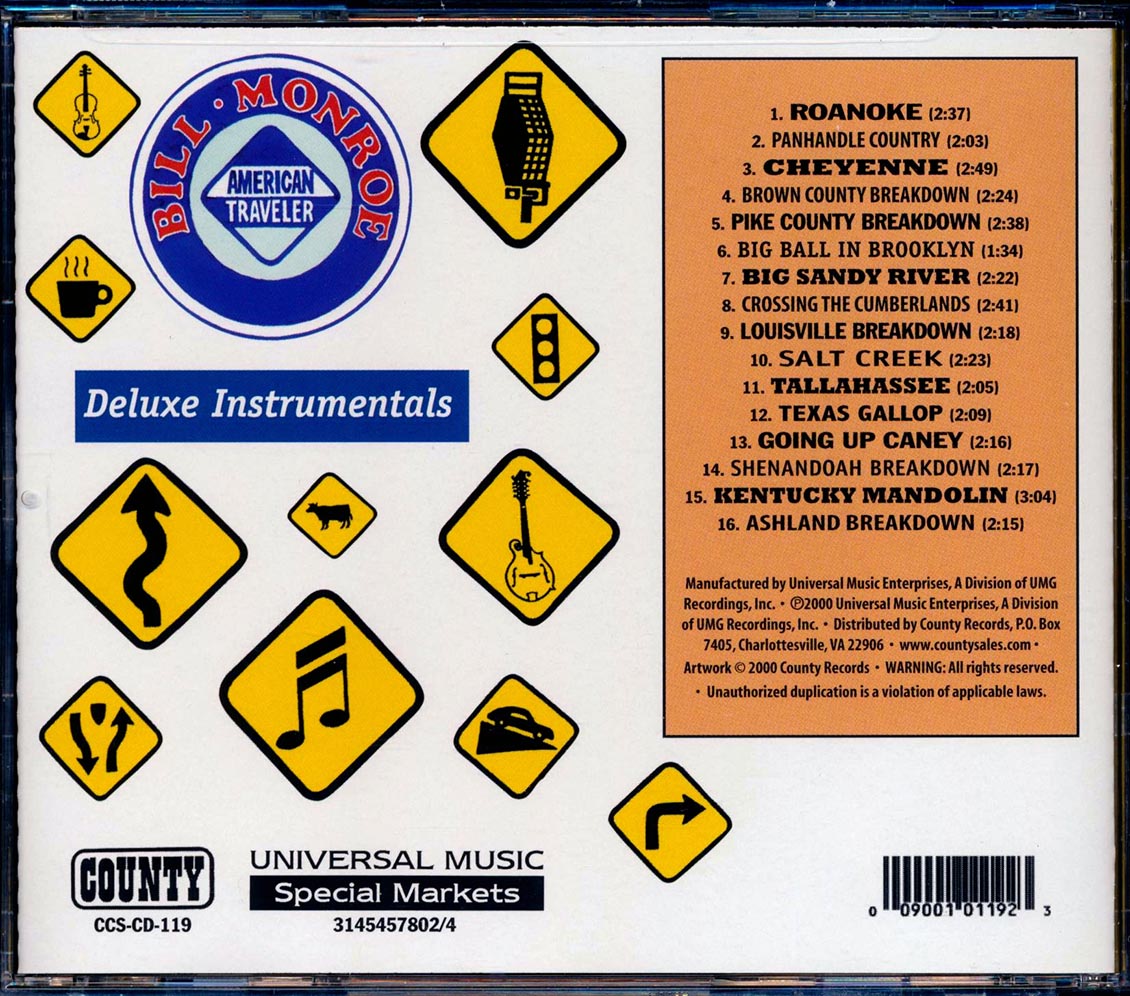 BILL · MONROE
AMERICAN
TRAVELER
Deluxe Instrumentals
1. ROANOKE (2:37)
2. PANHANDLE COUNTRY (2:03)
3. CHEYENNE (2:49)
4. BROWN COUNTY BREAKDOWN (2:24)
5. PIKE COUNTY BREAKDOWN (2:38)
6. BIG BALL IN BROOKLYN (1:34)
7. BIG SANDY RIVER (2:22)
8. CROSSING THE CUMBERLANDS (2:41)
9. LOUISVILLE BREAKDOWN (2:18)
10. SALT CREEK (2:23)
11. TALLAHASSEE (2:05)
12. TEXAS GALLOP (2:09)
13. GOING UP CANEY (2:16)
14. SHENANDOAH BREAKDOWN (2:17)
15. KENTUCKY MANDOLIN (3:04)
16. ASHLAND BREAKDOWN (2:15)
Manufactured by Universal Music Enterprises, A Division of UMG
Recordings, Inc. • ℗2000 Universal Music Enterprises, A Division
of UMG Recordings, Inc. • Distributed by County Records, P.O. Box
7405, Charlottesville, VA 22906 • www.countysales.com •
Artwork © 2000 County Records • WARNING: All rights reserved.
• Unauthorized duplication is a violation of applicable laws.
COUNTY
CCS-CD-119
UNIVERSAL MUSIC
Special Markets
3145457802/4
0 09001 01192 3